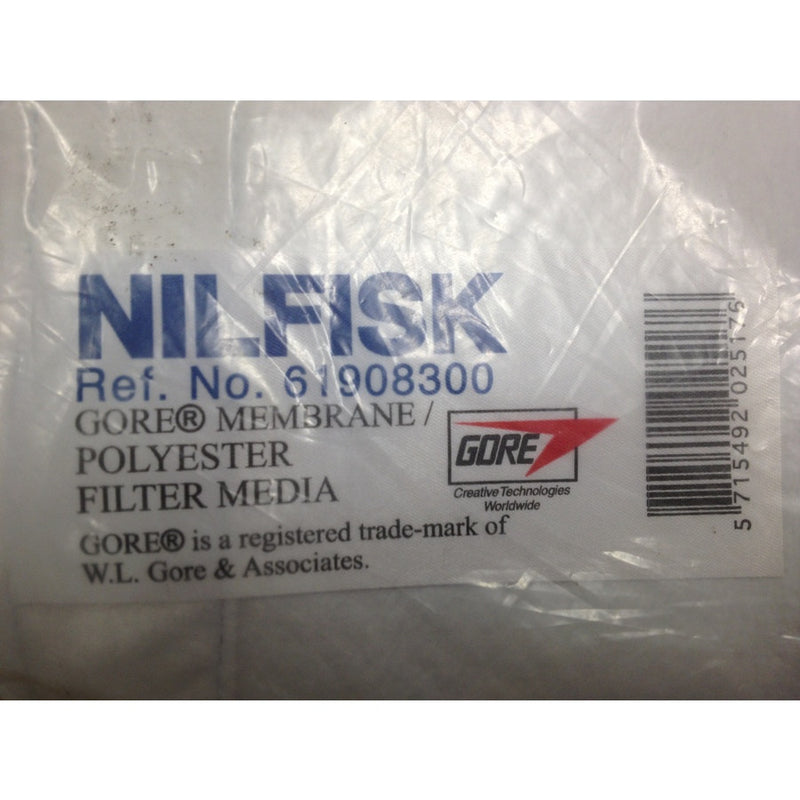 NILFISK
Ref. No. 61908300
GORE® MEMBRANE /
POLYESTER
FILTER MEDIA
GORE
Creative Technologies
Worldwide
GORE® is a registered trade-mark of
W.L. Gore & Associates.
5 715492 025176